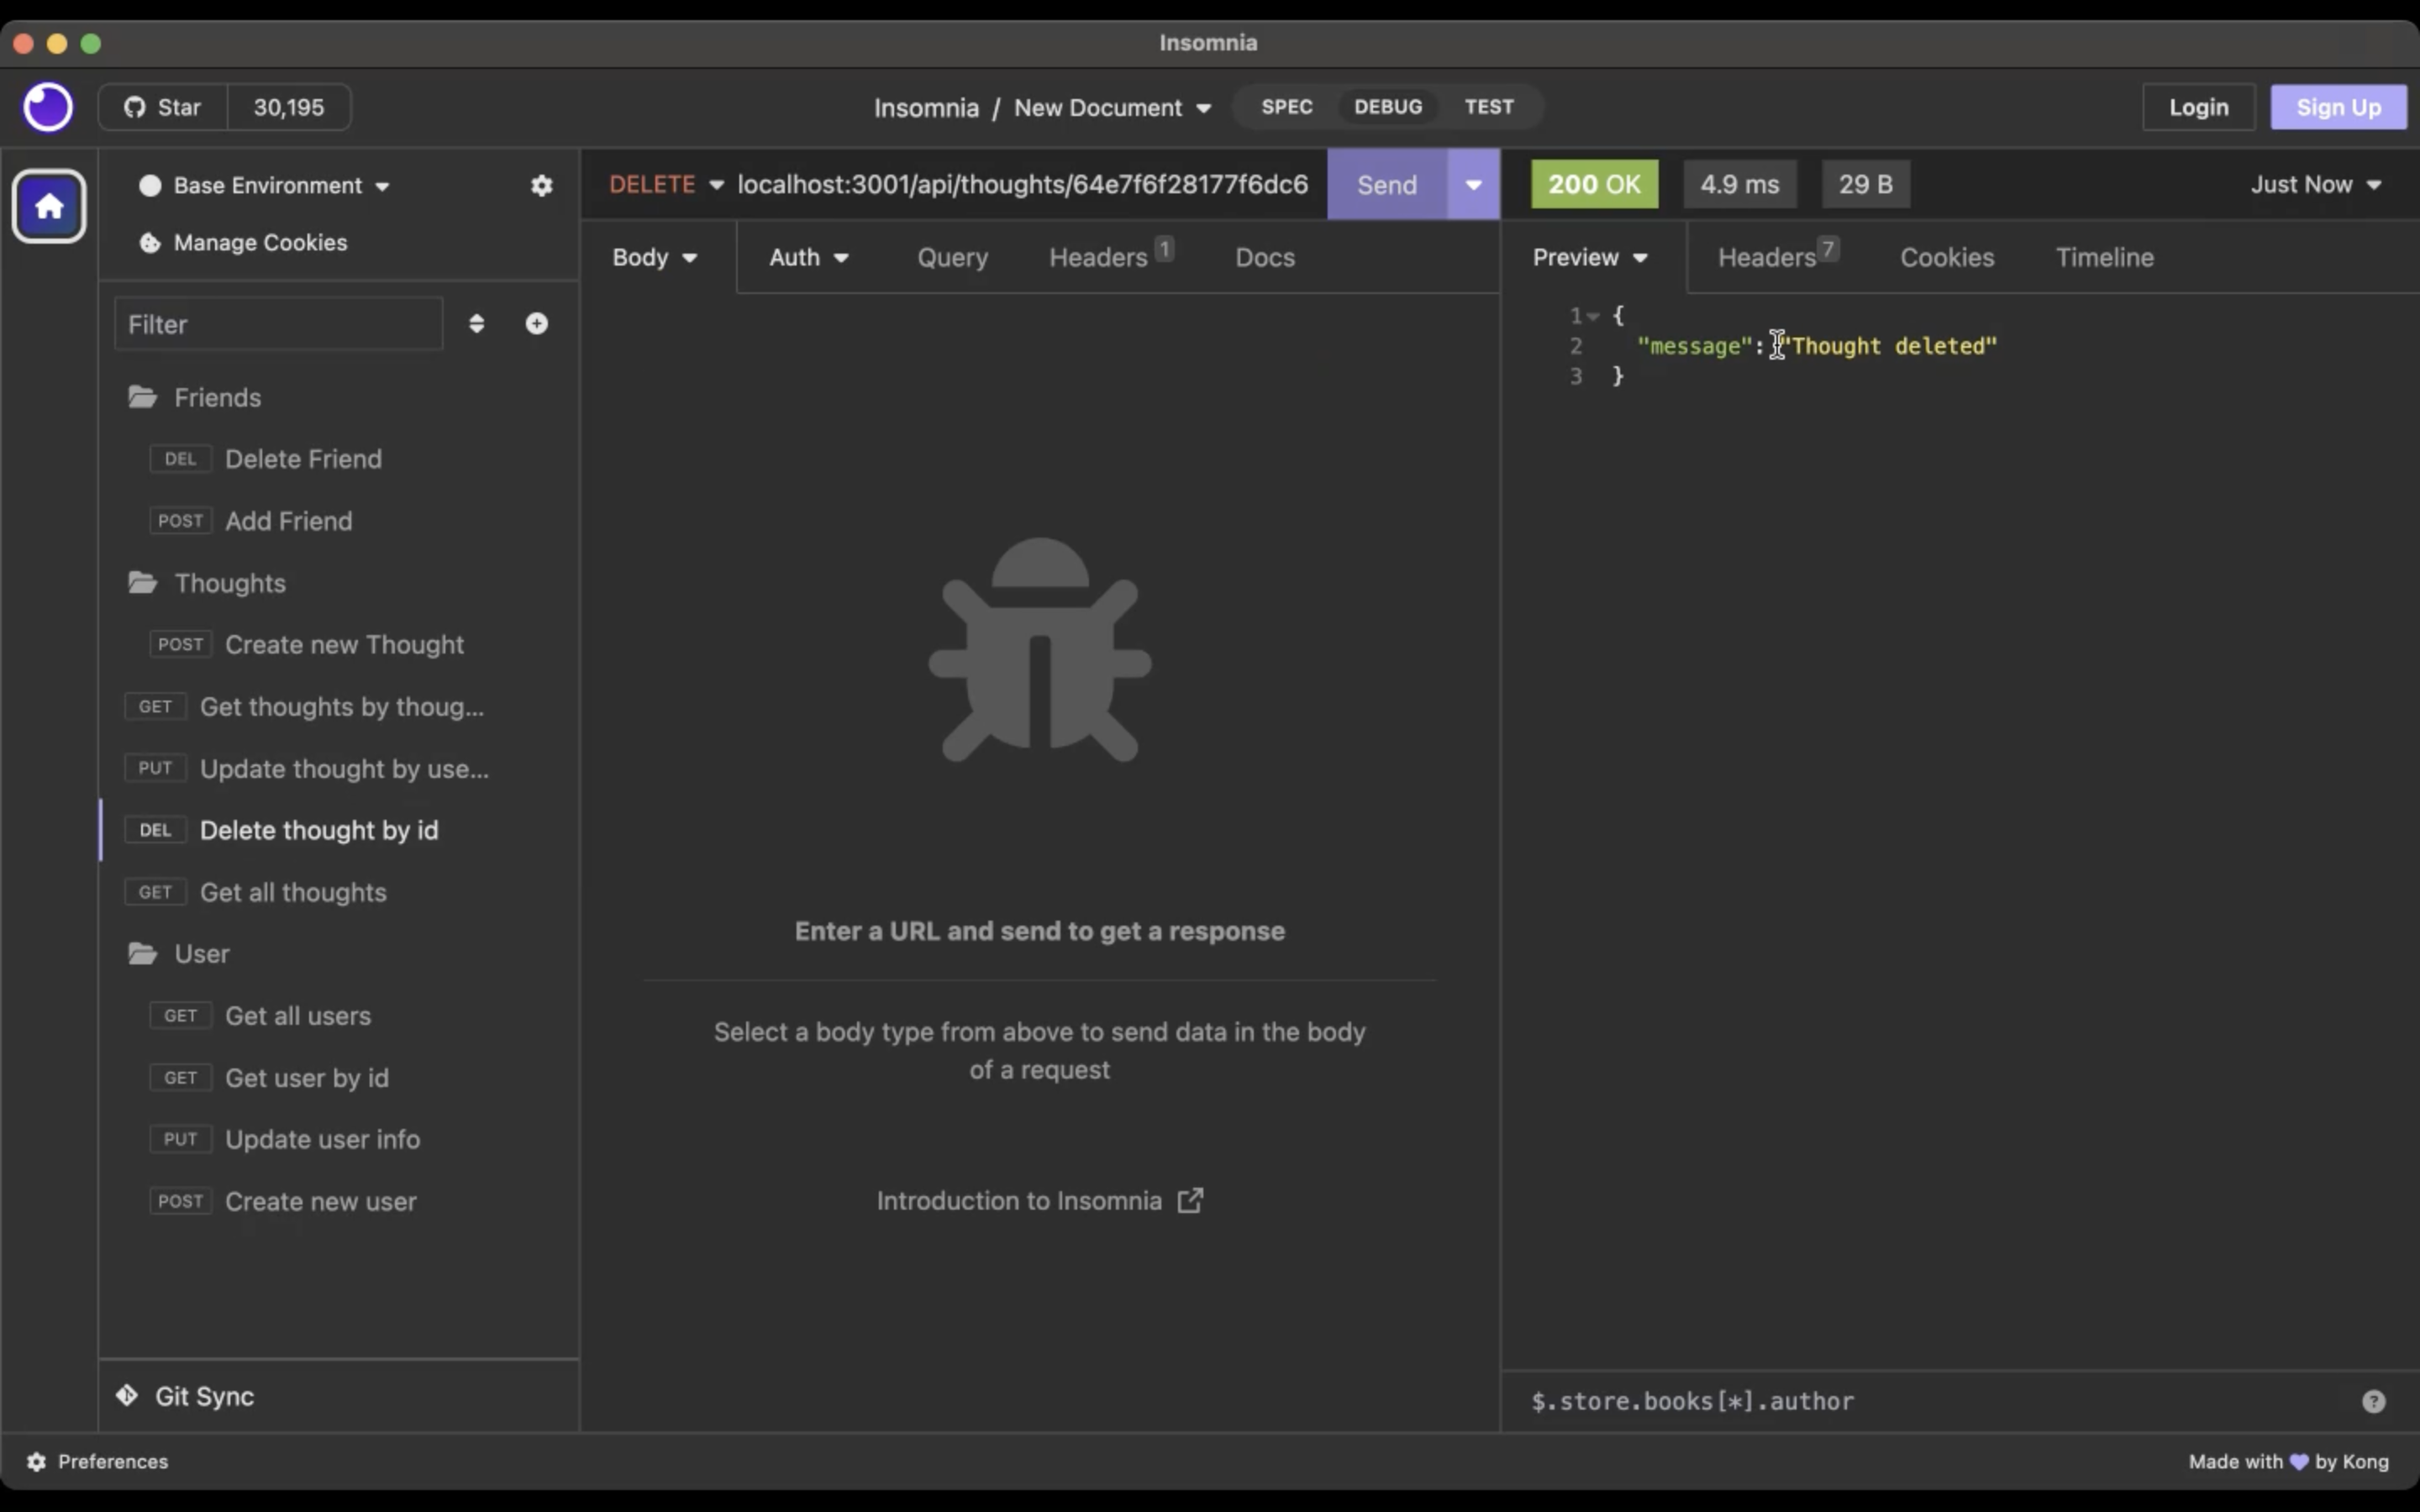 Insomnia
Star 30,195
Insomnia / New Document
SPEC DEBUG TEST
Login Sign Up
Base Environment
Manage Cookies
Filter
Friends
DEL Delete Friend
POST Add Friend
Thoughts
POST Create new Thought
GET Get thoughts by thoug...
PUT Update thought by use...
DEL Delete thought by id
GET Get all thoughts
User
GET Get all users
GET Get user by id
PUT Update user info
POST Create new user
Git Sync
DELETE localhost:3001/api/thoughts/64e7f6f28177f6dc6 Send
Body Auth Query Headers 1 Docs
Enter a URL and send to get a response
Select a body type from above to send data in the body
of a request
Introduction to Insomnia
200 OK 4.9 ms 29 B Just Now
Preview Headers 7 Cookies Timeline
1 {
2 "message": "Thought deleted"
3 }
$.store.books[*].author
Preferences
Made with 💜 by Kong